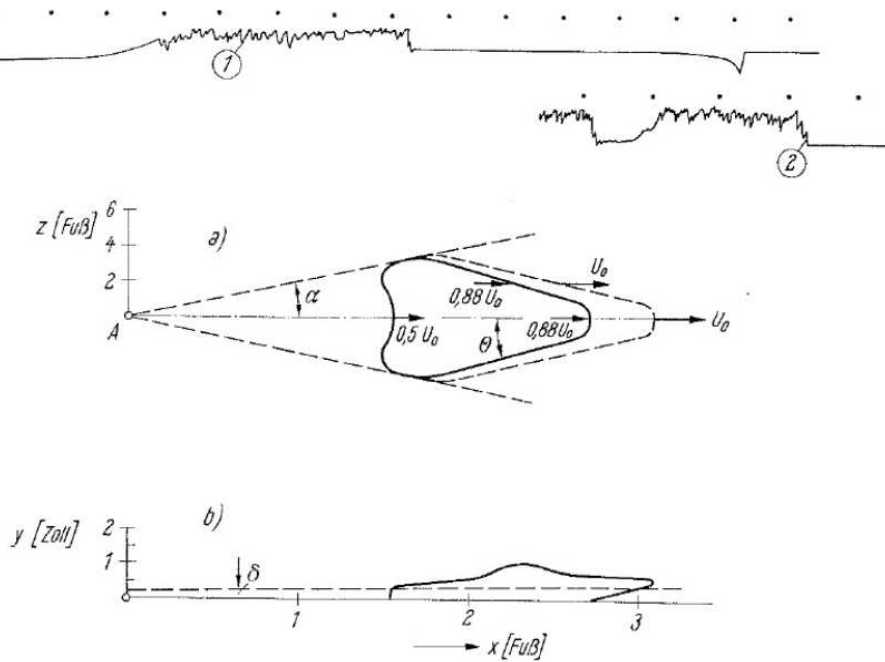 1
2
z [Fuß]
6
4
2
a)
A
α
0,5 U₀
0,88 U₀
0,88 U₀
θ
U₀
U₀
b)
y [Zoll]
2
1
0
δ
1
2
3
x [Fuß]